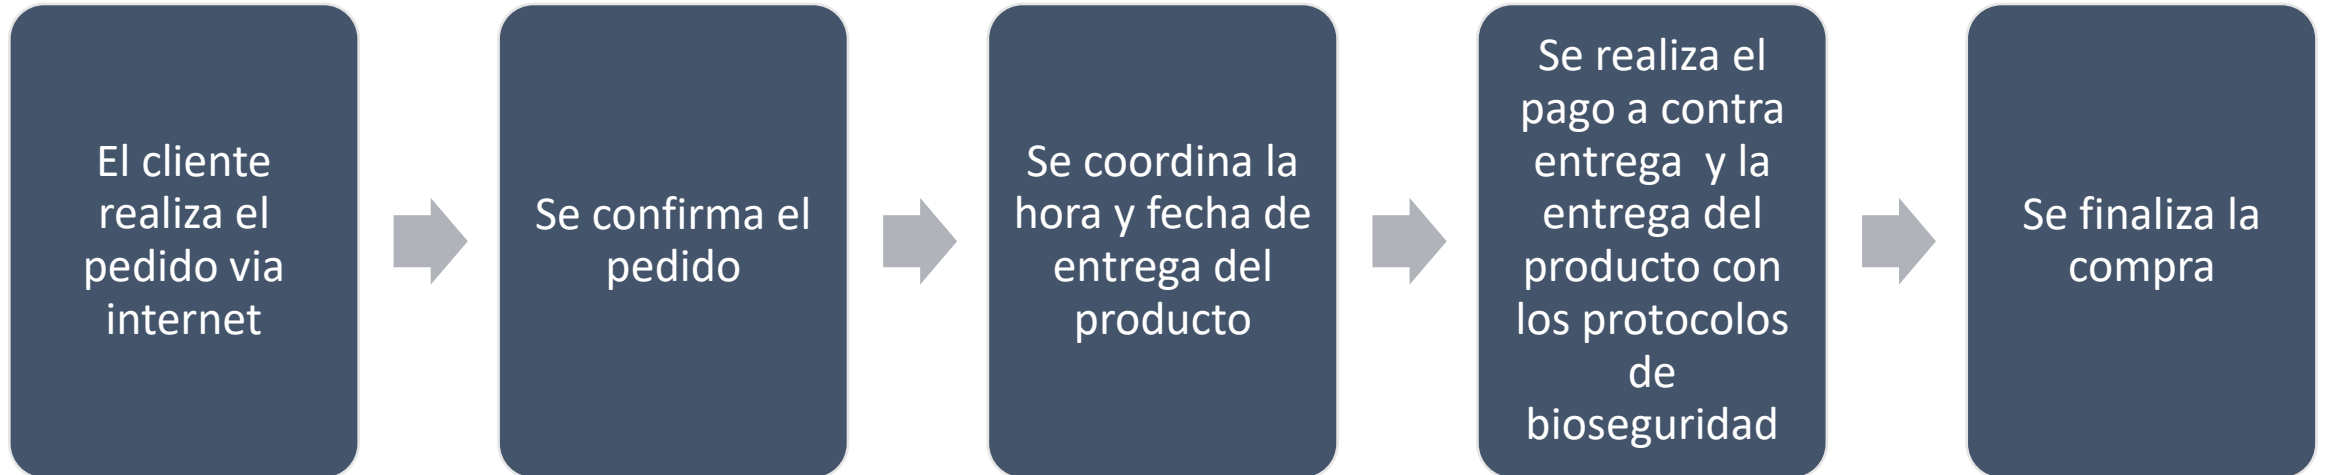 El cliente
realiza el
pedido via
internet
Se confirma el
pedido
Se coordina la
hora y fecha de
entrega del
producto
Se realiza el
pago a contra
entrega  y la
entrega del
producto con
los protocolos
de
bioseguridad
Se finaliza la
compra